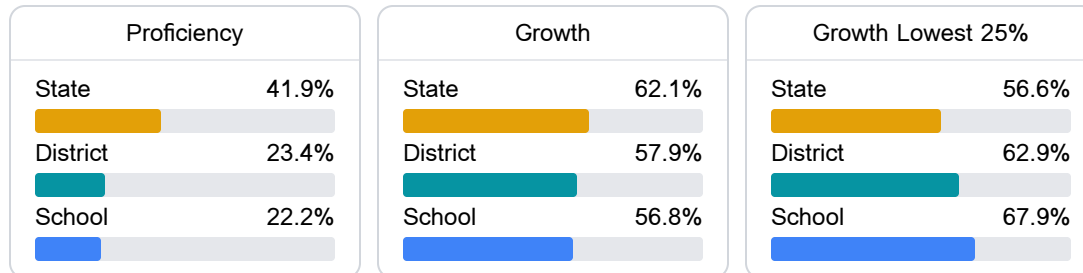 Proficiency
State 41.9%
District 23.4%
School 22.2%
Growth
State 62.1%
District 57.9%
School 56.8%
Growth Lowest 25%
State 56.6%
District 62.9%
School 67.9%